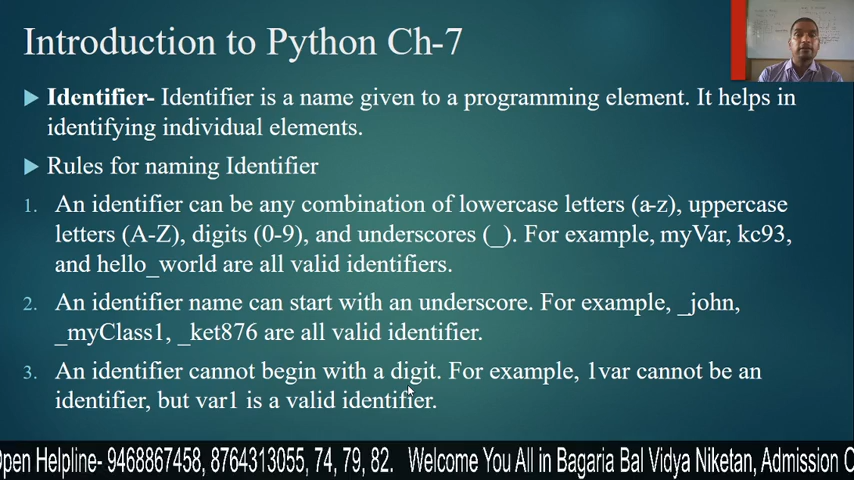 Introduction to Python Ch-7
Identifier- Identifier is a name given to a programming element. It helps in
identifying individual elements.
Rules for naming Identifier
1. An identifier can be any combination of lowercase letters (a-z), uppercase
letters (A-Z), digits (0-9), and underscores (_). For example, myVar, kc93,
and hello_world are all valid identifiers.
2. An identifier name can start with an underscore. For example, _john,
_myClass1, _ket876 are all valid identifier.
3. An identifier cannot begin with a digit. For example, 1var cannot be an
identifier, but var1 is a valid identifier.
Open Helpline- 9468867458, 8764313055, 74, 79, 82. Welcome You All in Bagaria Bal Vidya Niketan, Admission O